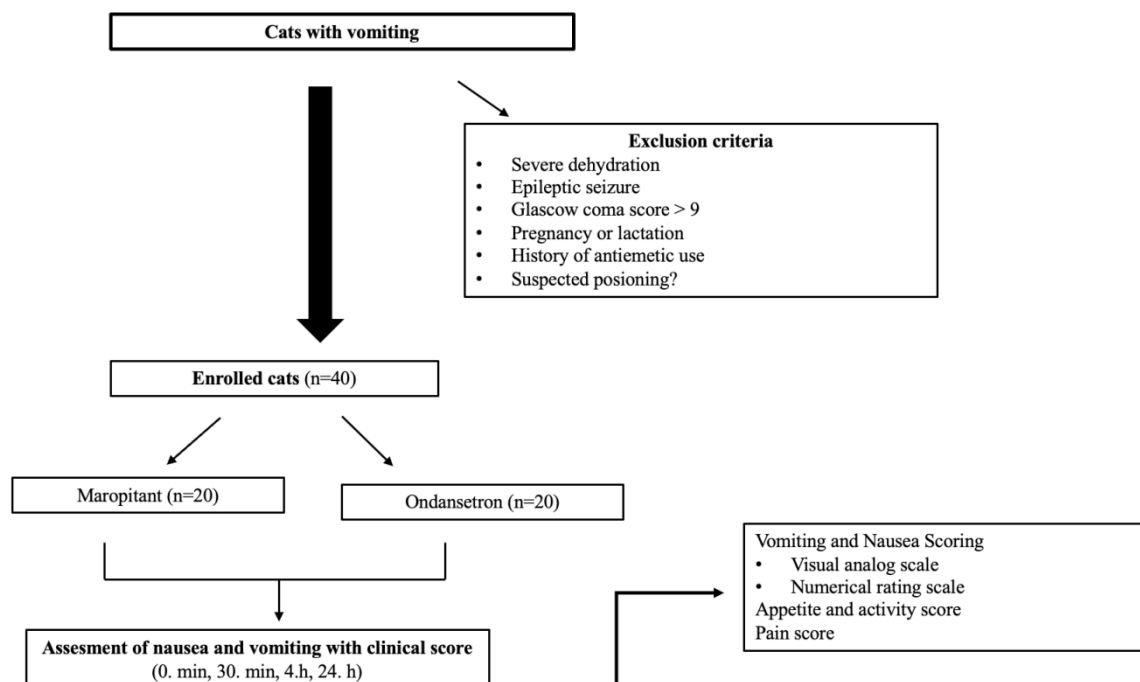 Cats with vomiting
Exclusion criteria
• Severe dehydration
• Epileptic seizure
• Glascow coma score > 9
• Pregnancy or lactation
• History of antiemetic use
• Suspected posioning?
Enrolled cats (n=40)
Maropitant (n=20)
Ondansetron (n=20)
Vomiting and Nausea Scoring
• Visual analog scale
• Numerical rating scale
Appetite and activity score
Pain score
Assesment of nausea and vomiting with clinical score
(0. min, 30. min, 4.h, 24. h)